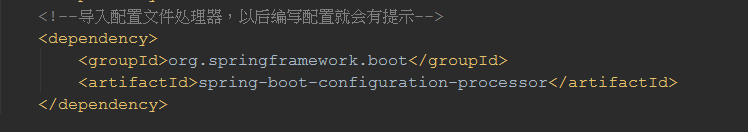 <!--导入配置文件处理器，以后编写配置就会有提示-->
<dependency>
<groupId>org.springframework.boot</groupId>
<artifactId>spring-boot-configuration-processor</artifactId>
</dependency>